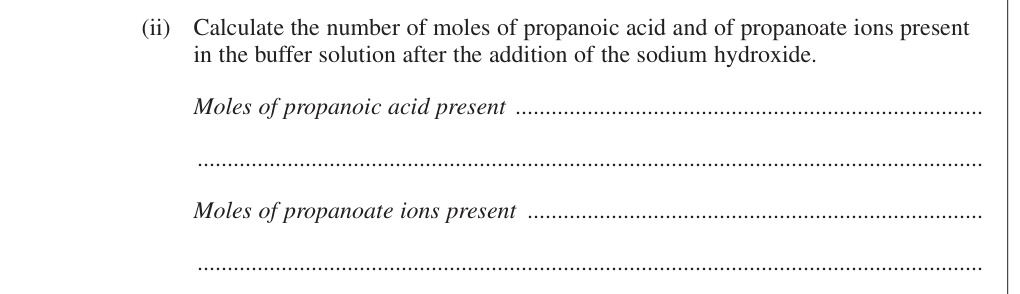 (ii) Calculate the number of moles of propanoic acid and of propanoate ions present
in the buffer solution after the addition of the sodium hydroxide.
Moles of propanoic acid present ..............................................................................
...................................................................................................................................
Moles of propanoate ions present ............................................................................
...................................................................................................................................